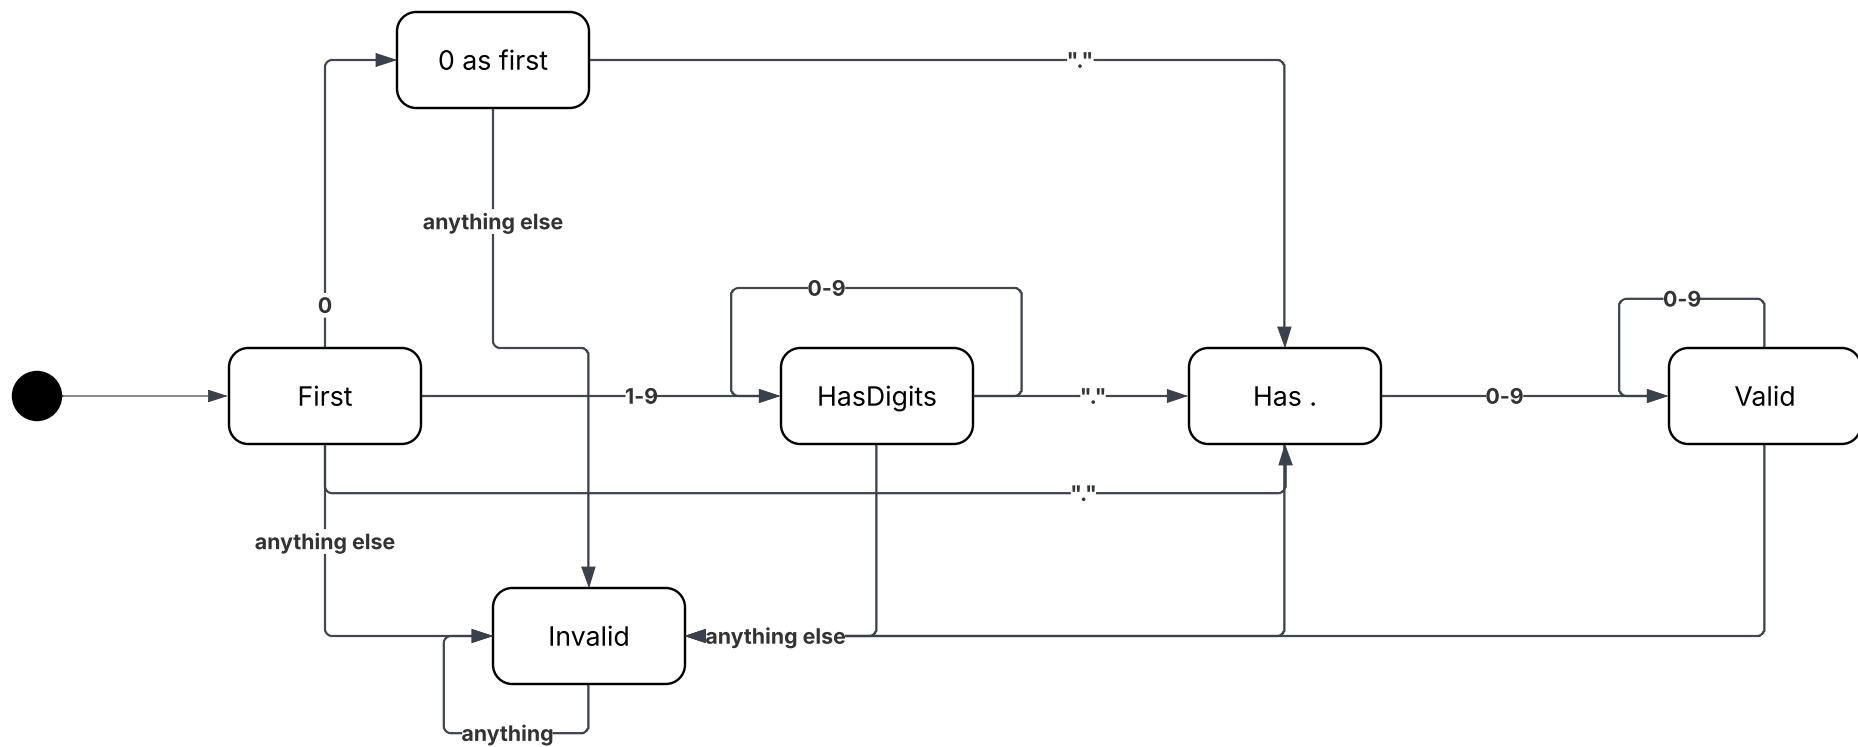 0 as first
"."
anything else
0-9
0-9
0
First
1-9
HasDigits
"."
Has .
0-9
Valid
"."
anything else
Invalid
anything else
anything